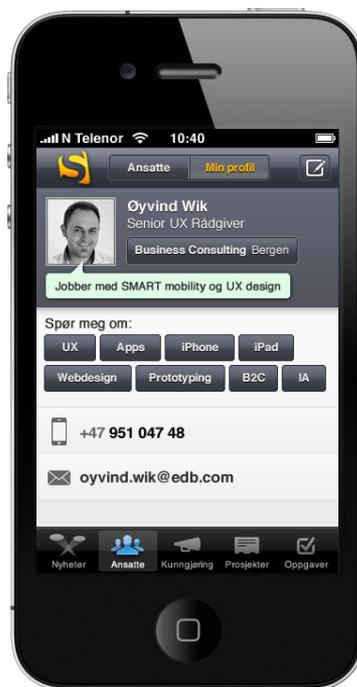 N Telenor 10:40
Ansatte Min profil
Øyvind Wik
Senior UX Rådgiver
Business Consulting Bergen
Jobber med SMART mobility og UX design
Spør meg om:
UX Apps iPhone iPad
Webdesign Prototyping B2C IA
+47 951 047 48
oyvind.wik@edb.com
Nyheter Ansatte Kunngjøring Prosjekter Oppgaver